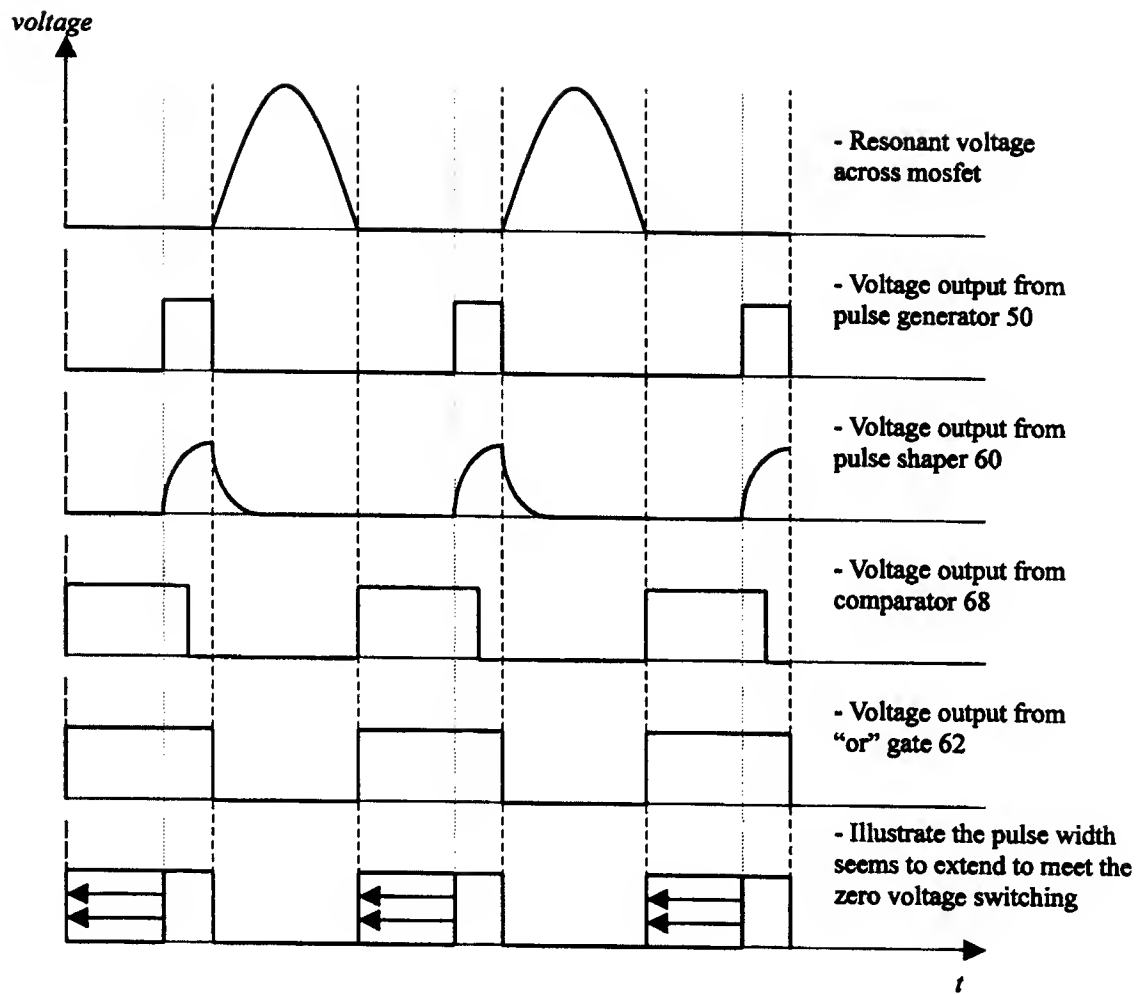 voltage
- Resonant voltage
across mosfet
- Voltage output from
pulse generator 50
- Voltage output from
pulse shaper 60
- Voltage output from
comparator 68
- Voltage output from
“or” gate 62
- Illustrate the pulse width
seems to extend to meet the
zero voltage switching
t